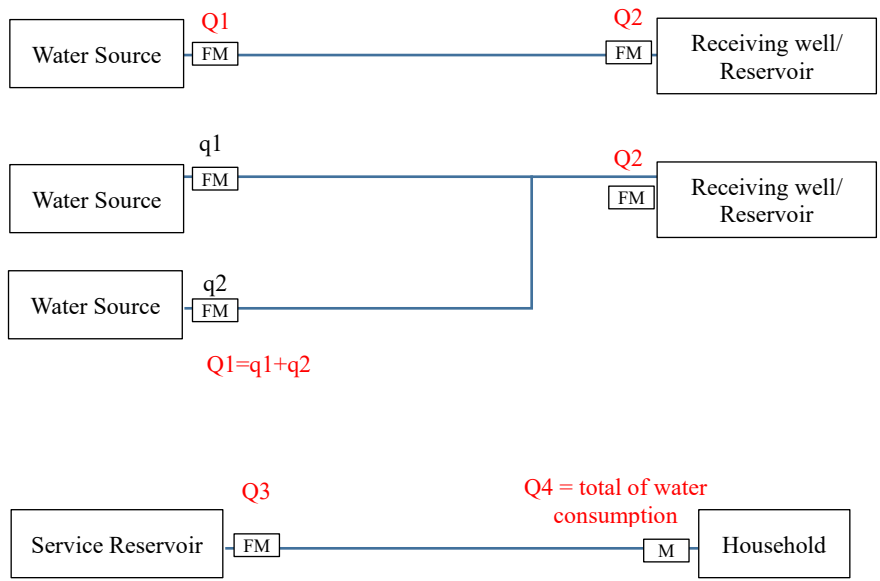 Q1
Q2
Water Source
FM
FM
Receiving well/
Reservoir
q1
Q2
Water Source
FM
FM
Receiving well/
Reservoir
q2
Water Source
FM
Q1=q1+q2
Q3
Q4 = total of water
consumption
Service Reservoir
FM
M
Household